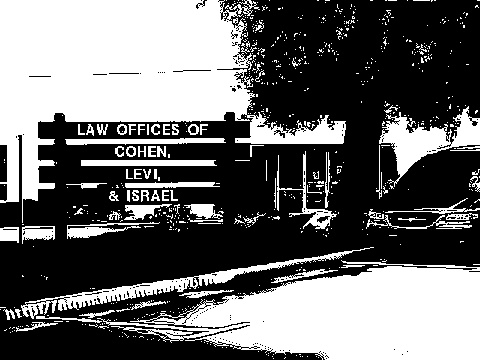 LAW OFFICES OF
COHEN,
LEVI,
& ISRAEL